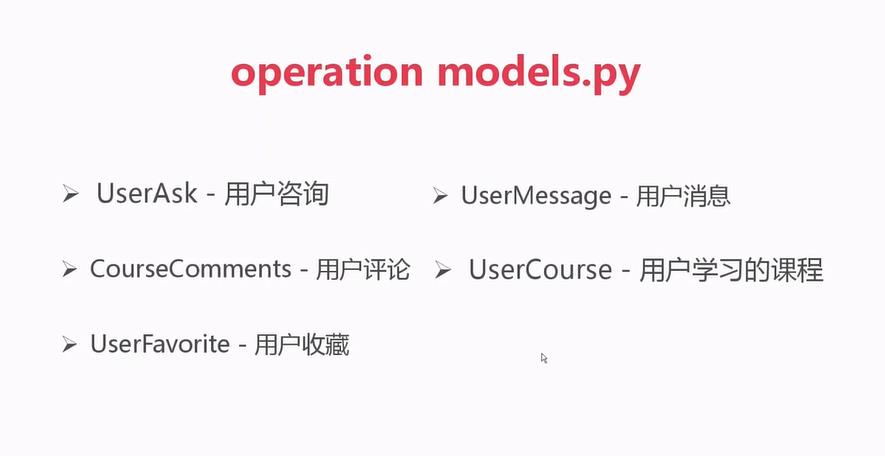 operation models.py
➢ UserAsk - 用户咨询
➢ UserMessage - 用户消息
➢ CourseComments - 用户评论
➢ UserCourse - 用户学习的课程
➢ UserFavorite - 用户收藏